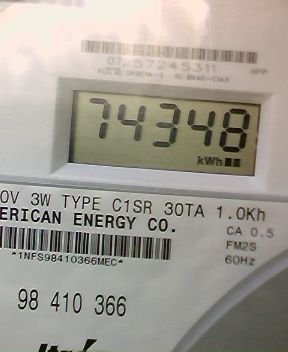 07.57245311
74348
kWh
0V 3W TYPE C1SR 30TA 1.0Kh
ERICAN ENERGY CO.
CA 0.5
FM2S
60Hz
*1NFS98410366MEC*
98 410 366
Itrón